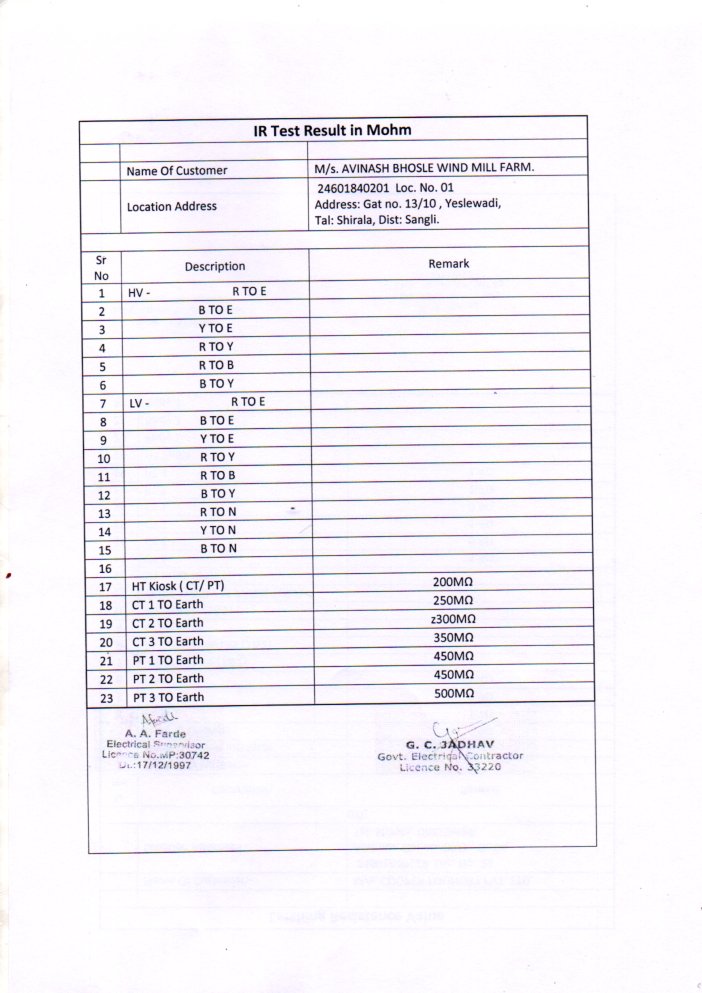 IR Test Result in Mohm
Name Of Customer M/s. AVINASH BHOSLE WIND MILL FARM.
Location Address 24601840201 Loc. No. 01
Address: Gat no. 13/10 , Yeslewadi,
Tal: Shirala, Dist: Sangli.
Sr No Description Remark
1 HV - R TO E
2 B TO E
3 Y TO E
4 R TO Y
5 R TO B
6 B TO Y
7 LV - R TO E
8 B TO E
9 Y TO E
10 R TO Y
11 R TO B
12 B TO Y
13 R TO N
14 Y TO N
15 B TO N
16
17 HT Kiosk ( CT/ PT) 200MΩ
18 CT 1 TO Earth 250MΩ
19 CT 2 TO Earth z300MΩ
20 CT 3 TO Earth 350MΩ
21 PT 1 TO Earth 450MΩ
22 PT 2 TO Earth 450MΩ
23 PT 3 TO Earth 500MΩ
A. A. Farde
Electrical Supervisor
Licence No.MP:30742
Dt.:17/12/1997
G. C. JADHAV
Govt. Electrical Contractor
Licence No. 33220